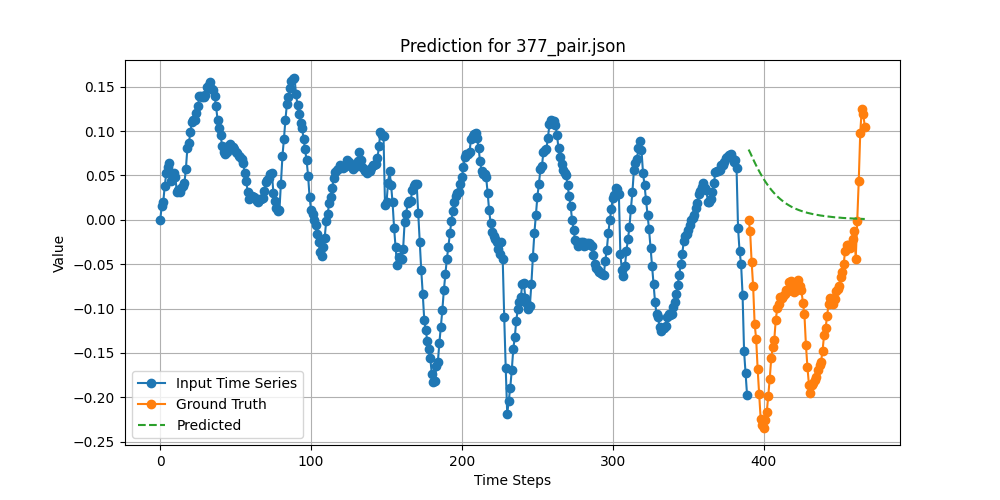 Prediction for 377_pair.json
Value
0.15
0.10
0.05
0.00
−0.05
−0.10
−0.15
−0.20
−0.25
Input Time Series
Ground Truth
Predicted
0 100 200 300 400
Time Steps